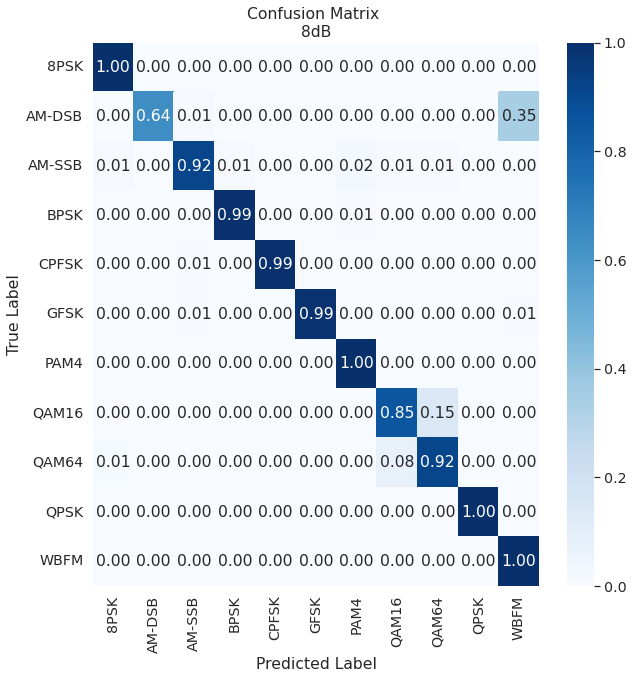 Confusion Matrix
8dB
8PSK 1.00 0.00 0.00 0.00 0.00 0.00 0.00 0.00 0.00 0.00 0.00
AM-DSB 0.00 0.64 0.01 0.00 0.00 0.00 0.00 0.00 0.00 0.00 0.35
AM-SSB 0.01 0.00 0.92 0.01 0.00 0.00 0.02 0.01 0.01 0.00 0.00
BPSK 0.00 0.00 0.00 0.99 0.00 0.00 0.01 0.00 0.00 0.00 0.00
CPFSK 0.00 0.00 0.01 0.00 0.99 0.00 0.00 0.00 0.00 0.00 0.00
GFSK 0.00 0.00 0.01 0.00 0.00 0.99 0.00 0.00 0.00 0.00 0.01
PAM4 0.00 0.00 0.00 0.00 0.00 0.00 1.00 0.00 0.00 0.00 0.00
QAM16 0.00 0.00 0.00 0.00 0.00 0.00 0.00 0.85 0.15 0.00 0.00
QAM64 0.01 0.00 0.00 0.00 0.00 0.00 0.00 0.08 0.92 0.00 0.00
QPSK 0.00 0.00 0.00 0.00 0.00 0.00 0.00 0.00 0.00 1.00 0.00
WBFM 0.00 0.00 0.00 0.00 0.00 0.00 0.00 0.00 0.00 0.00 1.00
8PSK AM-DSB AM-SSB BPSK CPFSK GFSK PAM4 QAM16 QAM64 QPSK WBFM
Predicted Label
True Label
1.0
0.8
0.6
0.4
0.2
0.0